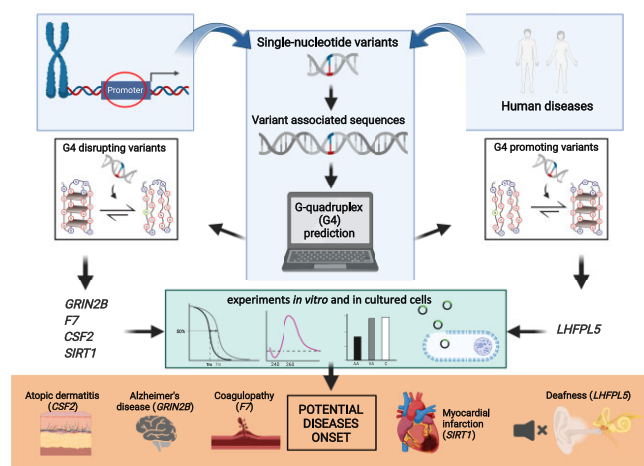 Single-nucleotide variants
Promoter
Human diseases
Variant associated sequences
G4 disrupting variants
G4 promoting variants
G-quadruplex
(G4)
prediction
GRIN2B
F7
CSF2
SIRT1
experiments in vitro and in cultured cells
50%
Tm Tm
240 260
AA
C
LHFPL5
Atopic dermatitis
(CSF2)
Alzheimer's
disease (GRIN2B)
Coagulopathy
(F7)
POTENTIAL
DISEASES
ONSET
Myocardial
infarction
(SIRT1)
Deafness (LHFPL5)